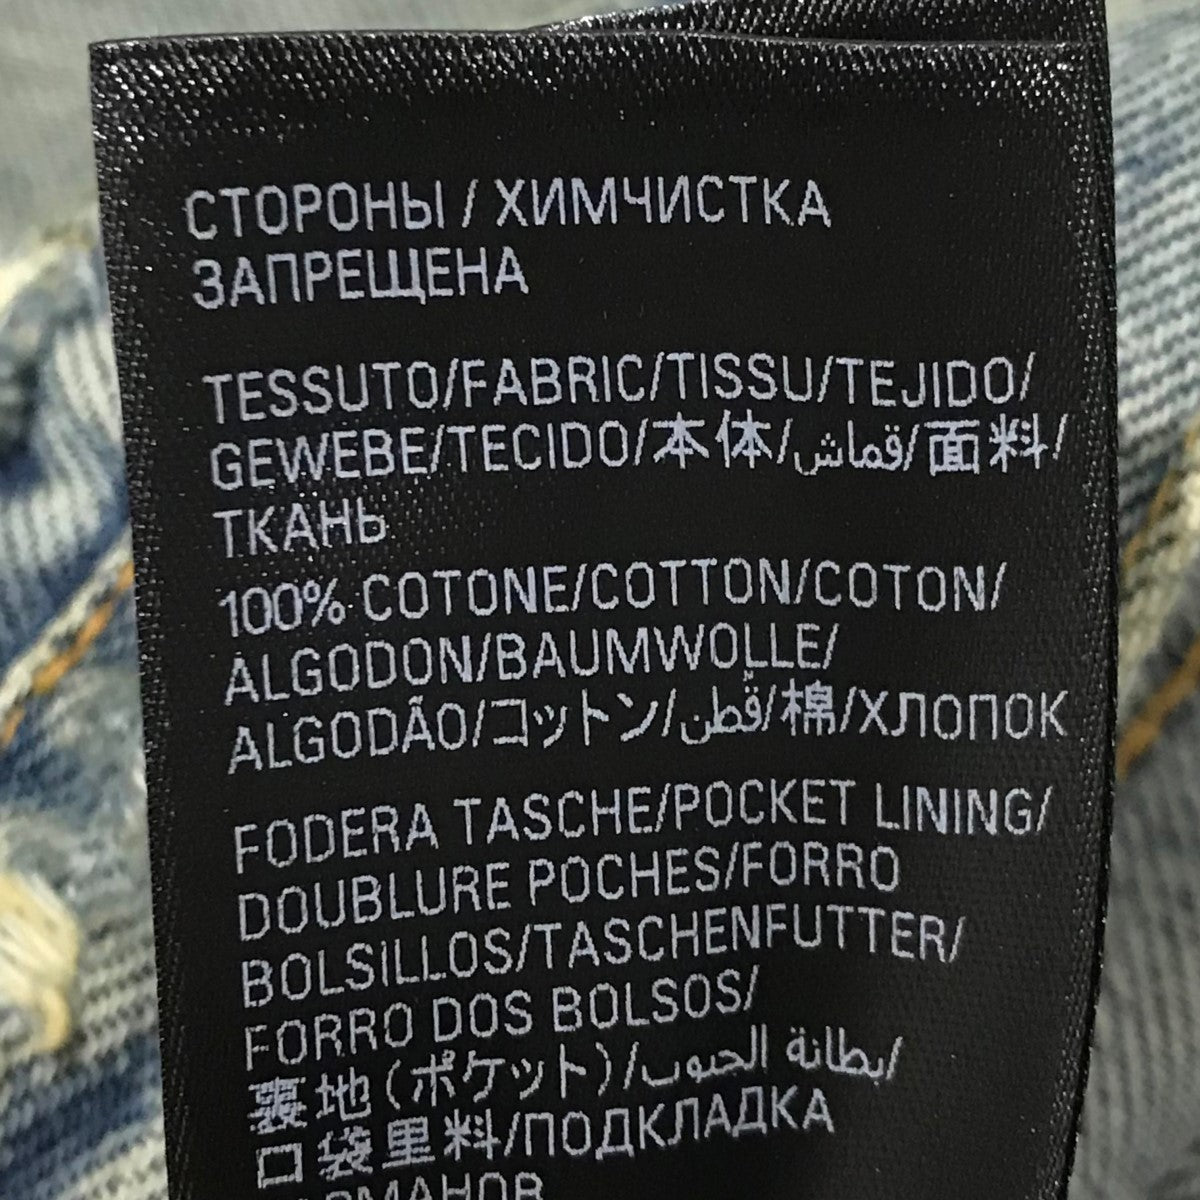 СТОРОНЫ / ХИМЧИСТКА
ЗАПРЕЩЕНА
TESSUTO/FABRIC/TISSU/TEJIDO/
GEWEBE/TECIDO/本体/قماش/面料/
ТКАНЬ
100% COTONE/COTTON/COTON/
ALGODON/BAUMWOLLE/
ALGODÃO/コットン/قطن/棉/ХЛОПОК
FODERA TASCHE/POCKET LINING/
DOUBLURE POCHES/FORRO
BOLSILLOS/TASCHENFUTTER/
FORRO DOS BOLSOS/
裏地(ポケット)/بطانة الجيوب/
口袋里料/ПОДКЛАДКА
КАРМАНОВ